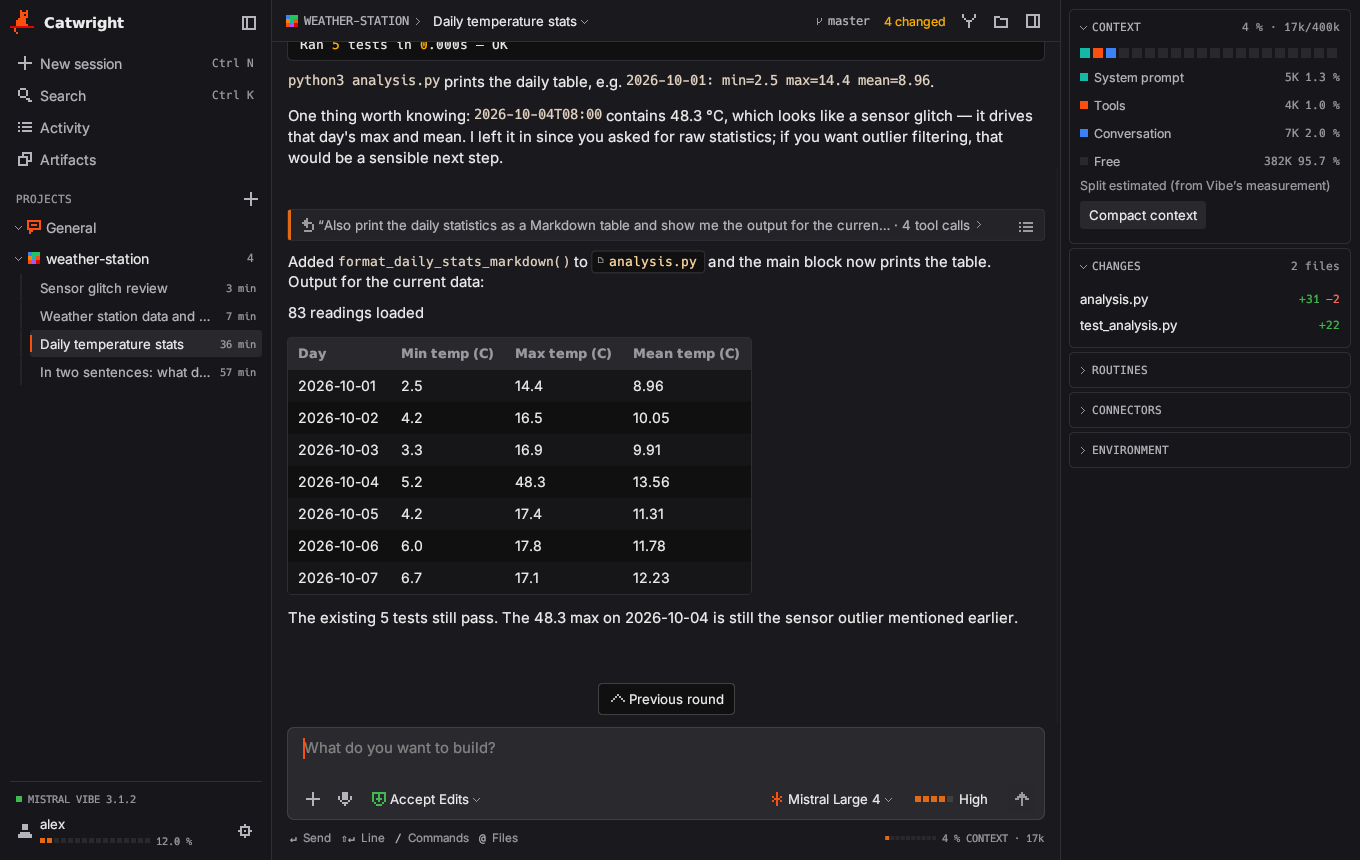 Catwright
New session Ctrl N
Search Ctrl K
Activity
Artifacts
PROJECTS
General
weather-station 4
Sensor glitch review 3 min
Weather station data and ... 7 min
Daily temperature stats 36 min
In two sentences: what d... 57 min
MISTRAL VIBE 3.1.2
alex
12.0 %
WEATHER-STATION Daily temperature stats master 4 changed
Ran 5 tests in 0.000s — OK
python3 analysis.py prints the daily table, e.g. 2026-10-01: min=2.5 max=14.4 mean=8.96.
One thing worth knowing: 2026-10-04T08:00 contains 48.3 °C, which looks like a sensor glitch — it drives
that day's max and mean. I left it in since you asked for raw statistics; if you want outlier filtering, that
would be a sensible next step.
“Also print the daily statistics as a Markdown table and show me the output for the curren... · 4 tool calls
Added format_daily_stats_markdown() to analysis.py and the main block now prints the table.
Output for the current data:
83 readings loaded
Day Min temp (C) Max temp (C) Mean temp (C)
2026-10-01 2.5 14.4 8.96
2026-10-02 4.2 16.5 10.05
2026-10-03 3.3 16.9 9.91
2026-10-04 5.2 48.3 13.56
2026-10-05 4.2 17.4 11.31
2026-10-06 6.0 17.8 11.78
2026-10-07 6.7 17.1 12.23
The existing 5 tests still pass. The 48.3 max on 2026-10-04 is still the sensor outlier mentioned earlier.
Previous round
What do you want to build?
Accept Edits Mistral Large 4 High
Send Line / Commands @ Files 4 % CONTEXT · 17k
CONTEXT 4 % · 17k/400k
System prompt 5K 1.3 %
Tools 4K 1.0 %
Conversation 7K 2.0 %
Free 382K 95.7 %
Split estimated (from Vibe's measurement)
Compact context
CHANGES 2 files
analysis.py +31 −2
test_analysis.py +22
ROUTINES
CONNECTORS
ENVIRONMENT